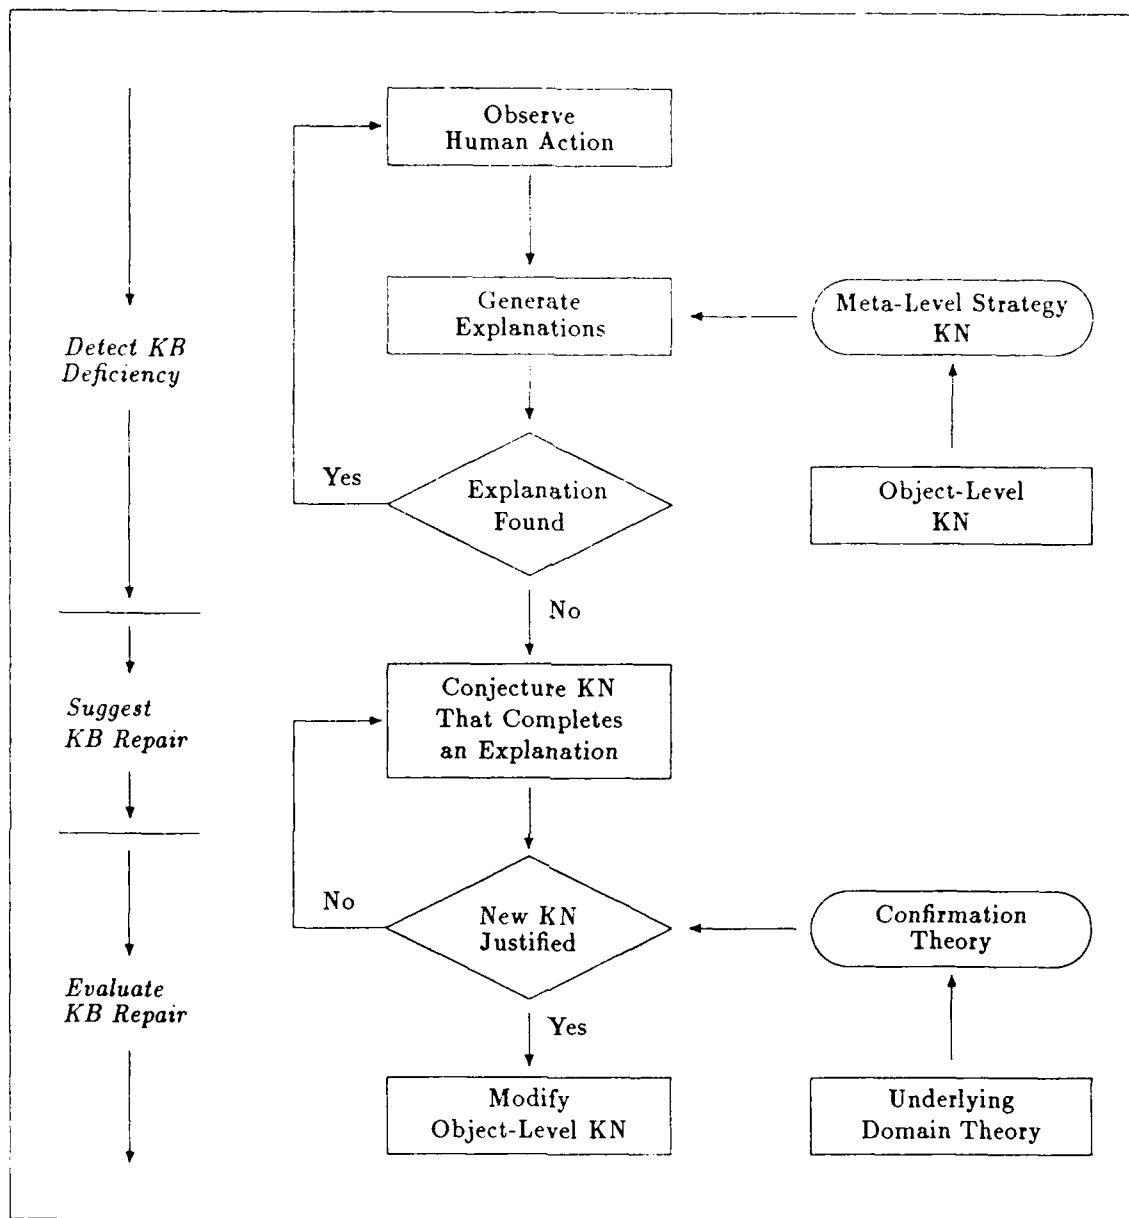 Observe
Human Action
Generate
Explanations
Meta-Level Strategy
KN
Detect KB
Deficiency
Yes
Explanation
Found
Object-Level
KN
No
Suggest
KB Repair
Conjecture KN
That Completes
an Explanation
No
New KN
Justified
Confirmation
Theory
Evaluate
KB Repair
Yes
Modify
Object-Level KN
Underlying
Domain Theory